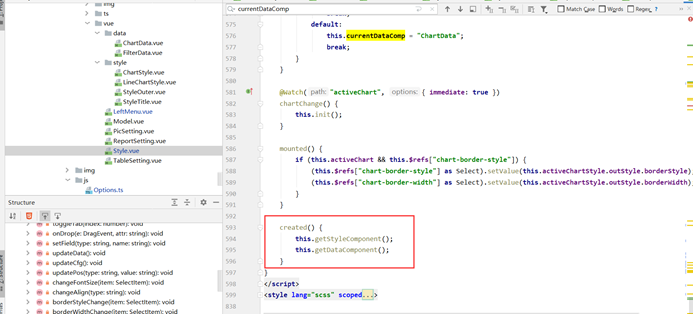 img
ts
vue
data
ChartData.vue
FilterData.vue
style
ChartStyle.vue
LineChartStyle.vue
StyleOuter.vue
StyleTitle.vue
LeftMenu.vue
Model.vue
PicSetting.vue
ReportSetting.vue
Style.vue
TableSetting.vue
img
js
Options.ts
Structure
onDrop(e: DragEvent, attr: string): void
setField(type: string, name: string): void
updateData(): void
updateCfg(): void
updatePos(type: string, value: string): void
changeFontSize(item: SelectItem): void
changeAlign(type: string): void
borderStyleChange(item: SelectItem): void
borderWidthChange(item: SelectItem): void
currentDataComp
Match Case
Words
Regex
?
575 default:
576 this.currentDataComp = "ChartData";
577 break;
578 }
579 }
580
581 @Watch( path: "activeChart", options: { immediate: true })
582 chartChange() {
583 this.init();
584 }
585
586 mounted() {
587 if (this.activeChart && this.$refs["chart-border-style"]) {
588 (this.$refs["chart-border-style"] as Select).setValue(this.activeChartStyle.outStyle.borderStyle)
589 (this.$refs["chart-border-width"] as Select).setValue(this.activeChartStyle.outStyle.borderWidth)
590 }
591 }
592
593 created() {
594 this.getStyleComponent();
595 this.getDataComponent();
596 }
597 }
598 </script>
599 <style lang="scss" scoped...>
838